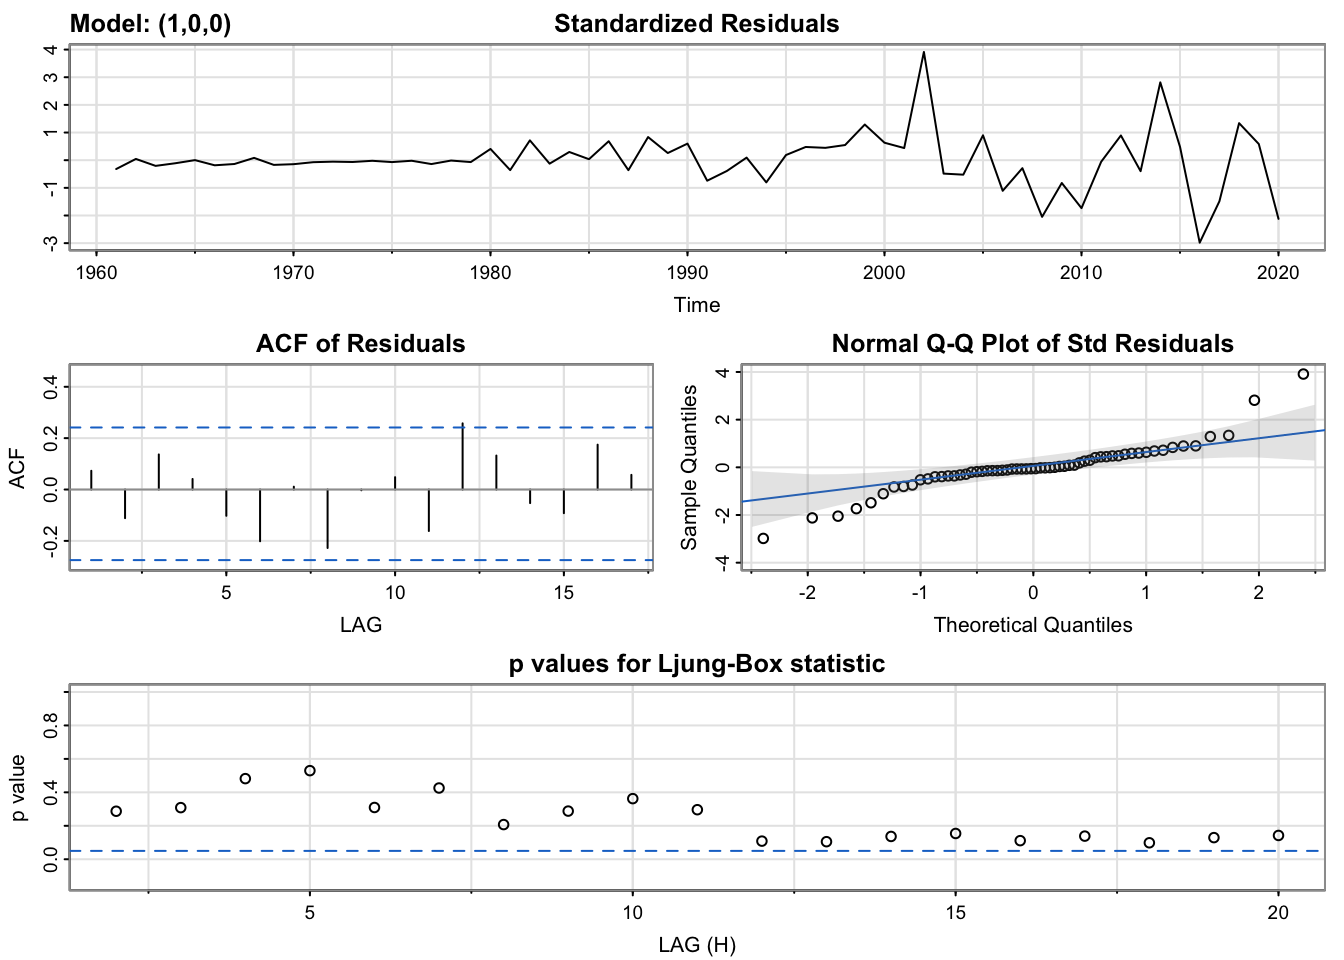 Model: (1,0,0) Standardized Residuals
4
3
2
1
-1
-3
1960 1970 1980 1990 2000 2010 2020
Time
ACF of Residuals
ACF
0.4
0.2
0.0
-0.2
5 10 15
LAG
Normal Q-Q Plot of Std Residuals
Sample Quantiles
4
2
0
-2
-4
-2 -1 0 1 2
Theoretical Quantiles
p values for Ljung-Box statistic
p value
0.8
0.4
0.0
5 10 15 20
LAG (H)